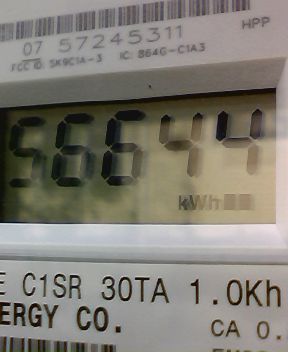 07 57245311 HPP
FCC ID: SK9C1A-3 IC: 864G-C1A3
56644
kWh
E C1SR 30TA 1.0Kh
ERGY CO. CA 0.